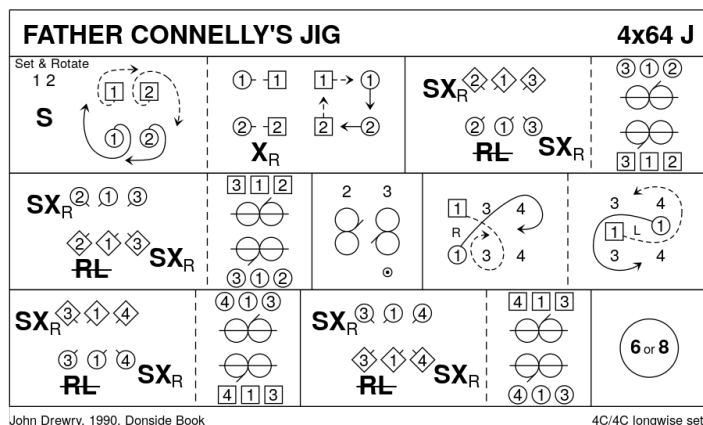 FATHER CONNELLY'S JIG 4x64 J
Set & Rotate
1 2
S
1 2
1 2
1 1 1 1
2 2 2 2
XR
SXR 2 1 3
2 1 3
RL SXR
3 1 2
3 1 2
SXR 2 1 3
2 1 3
RL SXR
3 1 2
3 1 2
2 3
1 3 4
R
1 3 4
3 4
1 L 1
3 4
SXR 3 1 4
3 1 4
RL SXR
4 1 3
4 1 3
SXR 3 1 4
3 1 4
RL SXR
4 1 3
4 1 3
6 or 8
John Drewry, 1990, Donside Book 4C/4C longwise set